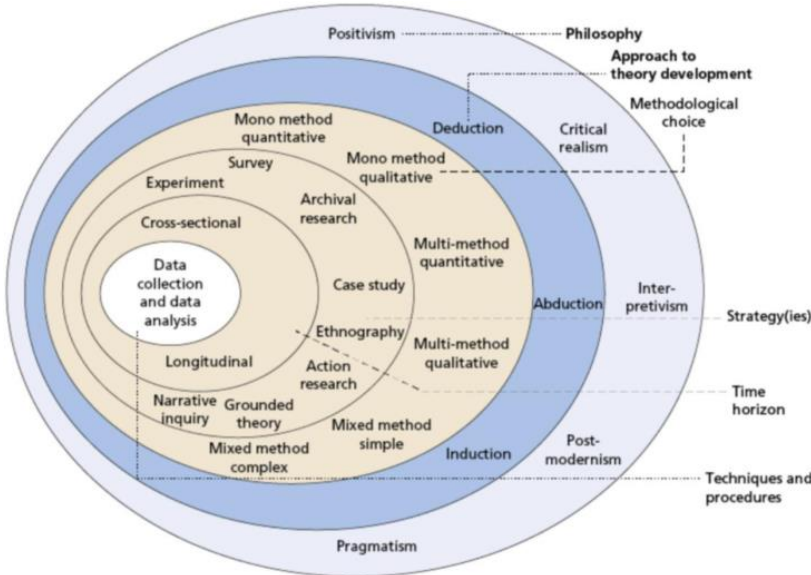 Positivism
Philosophy
Approach to
theory development
Methodological
choice
Mono method
quantitative
Deduction
Critical
realism
Mono method
qualitative
Survey
Experiment
Archival
research
Cross-sectional
Multi-method
quantitative
Data
collection
and data
analysis
Case study
Abduction
Inter-
pretivism
Strategy(ies)
Ethnography
Multi-method
qualitative
Longitudinal
Action
research
Time
horizon
Narrative
inquiry
Grounded
theory
Mixed method
simple
Mixed method
complex
Induction
Post-
modernism
Techniques and
procedures
Pragmatism